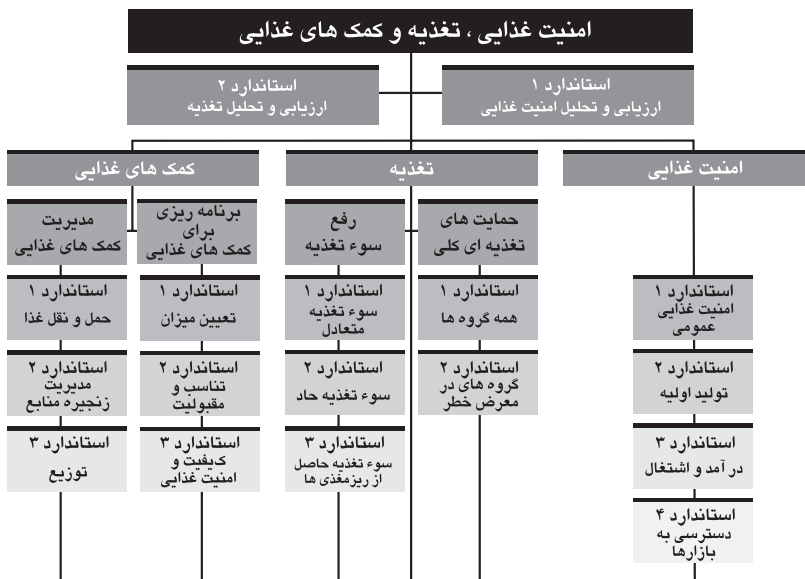 امنیت غذایی ، تغذیه و کمک های غذایی
استاندارد ۱
ارزیابی و تحلیل امنیت غذایی
استاندارد ۲
ارزیابی و تحلیل تغذیه
امنیت غذایی
تغذیه
کمک های غذایی
حمایت های
تغذیه ای کلی
رفع
سوء تغذیه
برنامه ریزی
برای
کمک های غذایی
مدیریت
کمک های غذایی
استاندارد ۱
امنیت غذایی
عمومی
استاندارد ۲
تولید اولیه
استاندارد ۳
در آمد و اشتغال
استاندارد ۴
دسترسی به
بازارها
استاندارد ۱
همه گروه ها
استاندارد ۲
گروه های در
معرض خطر
استاندارد ۱
سوء تغذیه
متعادل
استاندارد ۲
سوء تغذیه حاد
استاندارد ۳
سوء تغذیه حاصل
از ریزمغذی ها
استاندارد ۱
تعیین میزان
استاندارد ۲
تناسب و
مقبولیت
استاندارد ۳
کیفیت و
امنیت غذایی
استاندارد ۱
حمل و نقل غذا
استاندارد ۲
مدیریت
زنجیره منابع
استاندارد ۳
توزیع